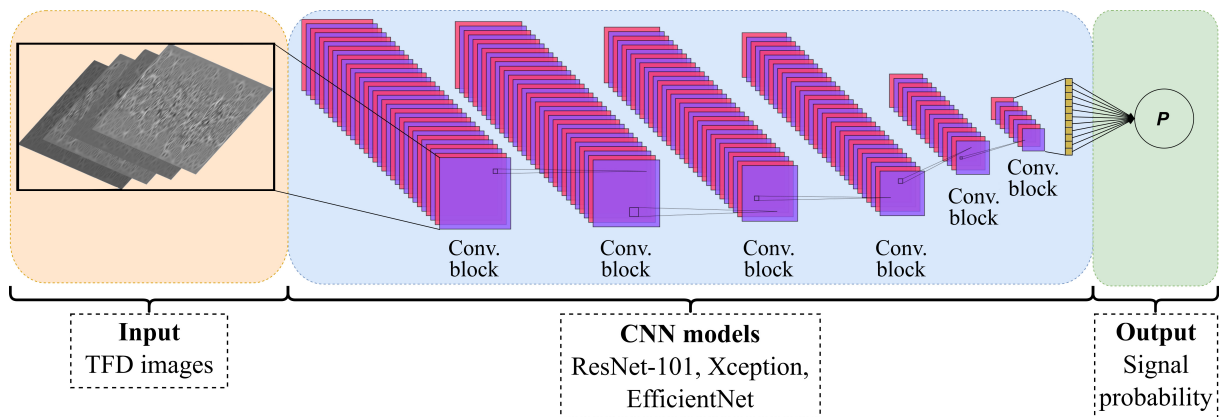 P
Conv.
block
Conv.
block
Conv.
block
Conv.
block
Conv.
block
Conv.
block
Input
TFD images
CNN models
ResNet-101, Xception,
EfficientNet
Output
Signal
probability